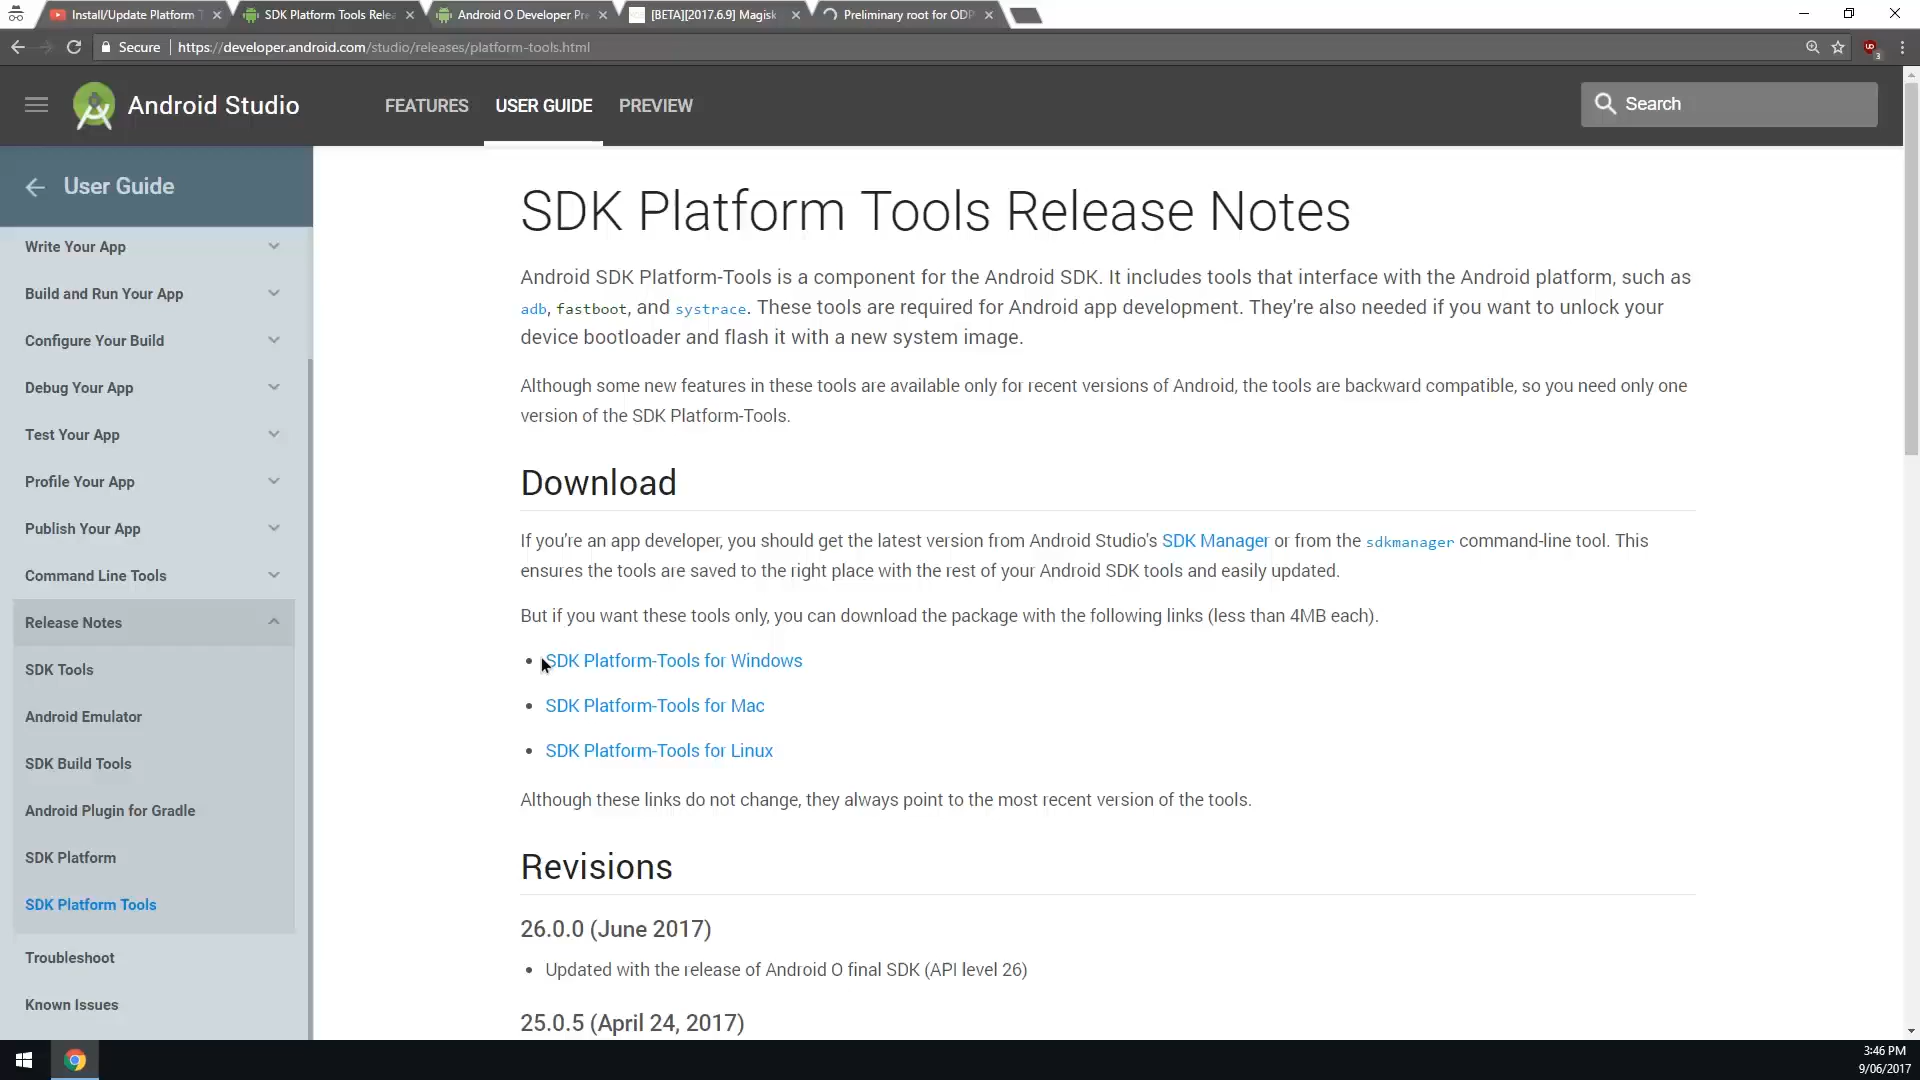 Install/Update Platform T
SDK Platform Tools Relea
Android O Developer Pre
[BETA][2017.6.9] Magisk
Preliminary root for ODP
Secure
https://developer.android.com/studio/releases/platform-tools.html
3
Android Studio
FEATURES
USER GUIDE
PREVIEW
Search
User Guide
Write Your App
Build and Run Your App
Configure Your Build
Debug Your App
Test Your App
Profile Your App
Publish Your App
Command Line Tools
Release Notes
SDK Tools
Android Emulator
SDK Build Tools
Android Plugin for Gradle
SDK Platform
SDK Platform Tools
Troubleshoot
Known Issues
SDK Platform Tools Release Notes
Android SDK Platform-Tools is a component for the Android SDK. It includes tools that interface with the Android platform, such as
adb, fastboot, and systrace. These tools are required for Android app development. They're also needed if you want to unlock your
device bootloader and flash it with a new system image.
Although some new features in these tools are available only for recent versions of Android, the tools are backward compatible, so you need only one
version of the SDK Platform-Tools.
Download
If you're an app developer, you should get the latest version from Android Studio's SDK Manager or from the sdkmanager command-line tool. This
ensures the tools are saved to the right place with the rest of your Android SDK tools and easily updated.
But if you want these tools only, you can download the package with the following links (less than 4MB each).
• SDK Platform-Tools for Windows
• SDK Platform-Tools for Mac
• SDK Platform-Tools for Linux
Although these links do not change, they always point to the most recent version of the tools.
Revisions
26.0.0 (June 2017)
• Updated with the release of Android O final SDK (API level 26)
25.0.5 (April 24, 2017)
3:46 PM
9/06/2017